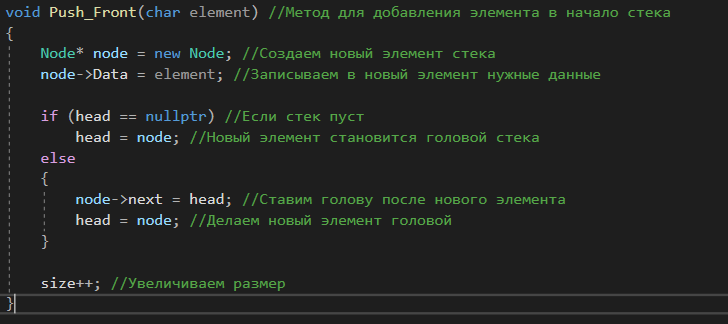 void Push_Front(char element) //Метод для добавления элемента в начало стека
{
Node* node = new Node; //Создаем новый элемент стека
node->Data = element; //Записываем в новый элемент нужные данные
if (head == nullptr) //Если стек пуст
head = node; //Новый элемент становится головой стека
else
{
node->next = head; //Ставим голову после нового элемента
head = node; //Делаем новый элемент головой
}
size++; //Увеличиваем размер
}